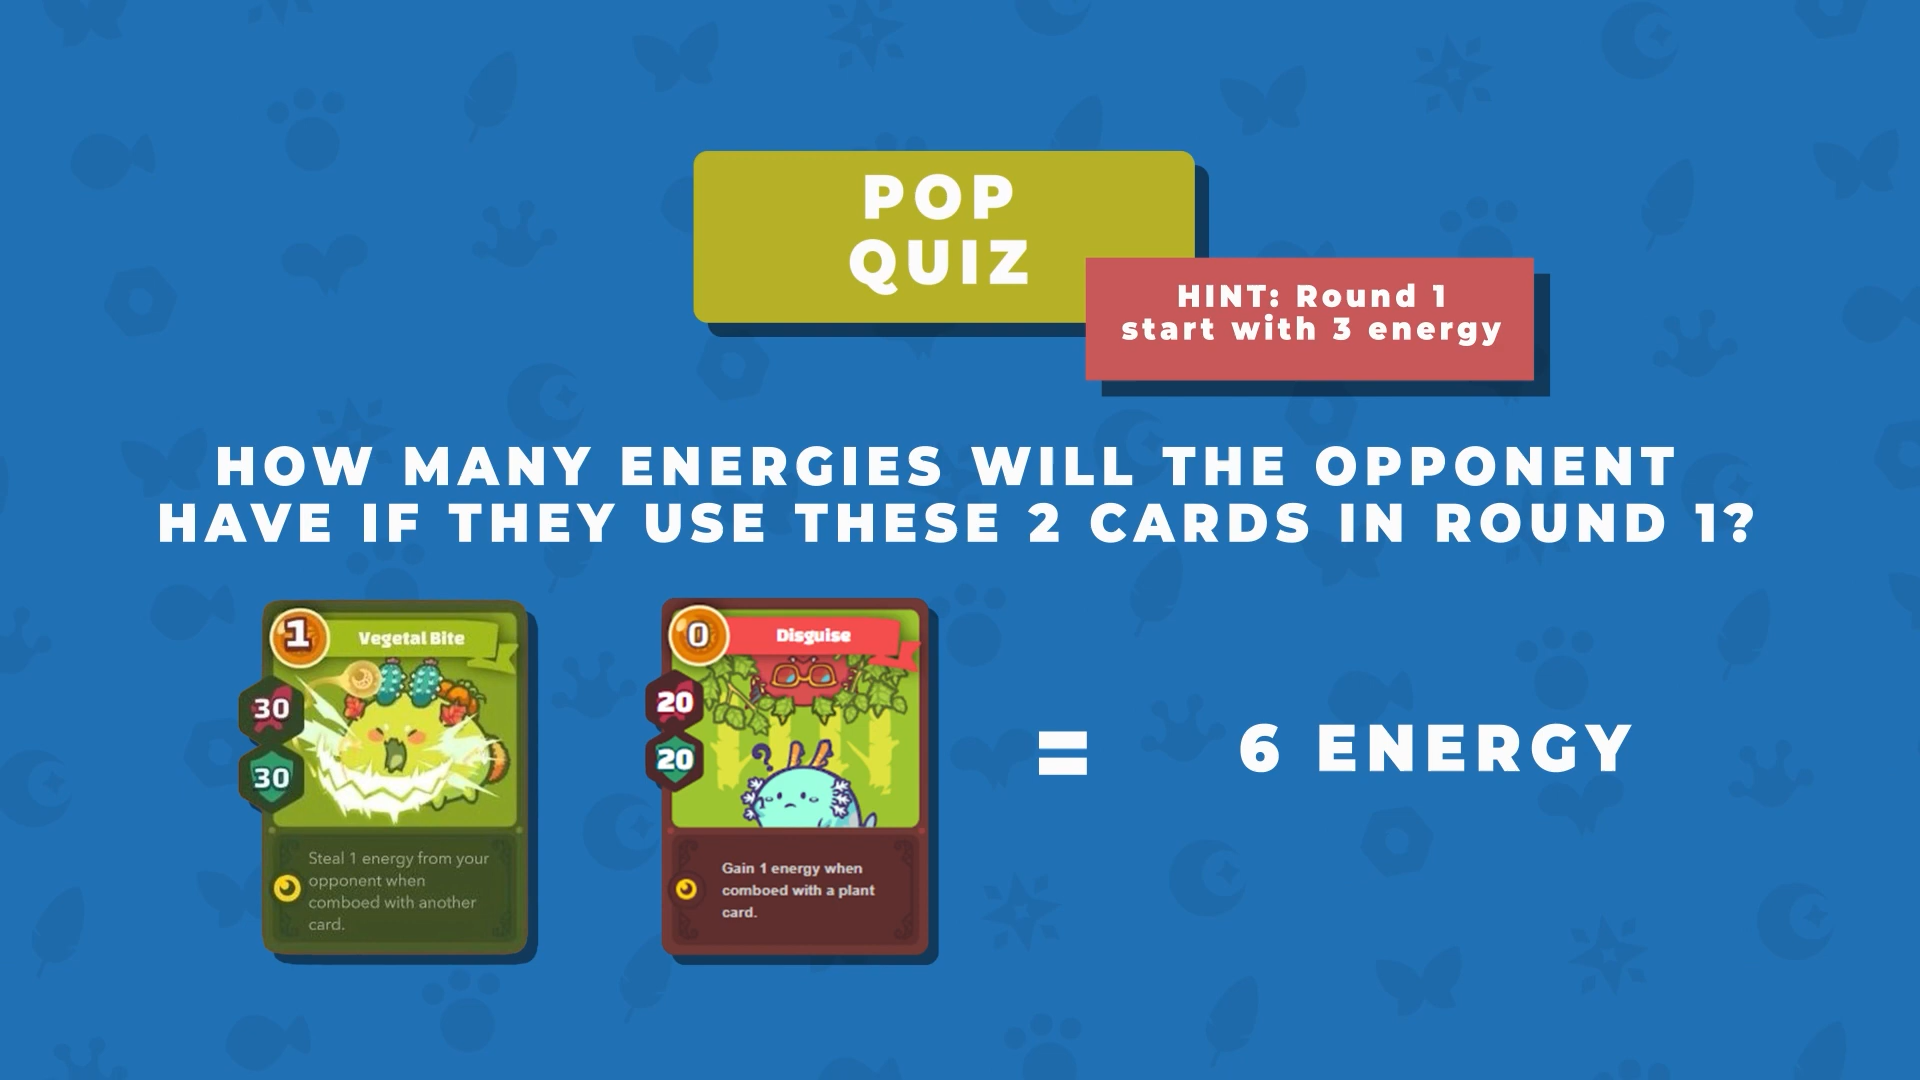 POP
QUIZ
HINT: Round 1
start with 3 energy
HOW MANY ENERGIES WILL THE OPPONENT
HAVE IF THEY USE THESE 2 CARDS IN ROUND 1?
1
Vegetal Bite
30
30
Steal 1 energy from your
opponent when
comboed with another
card.
0
Disguise
20
20
?
Gain 1 energy when
comboed with a plant
card.
=
6 ENERGY